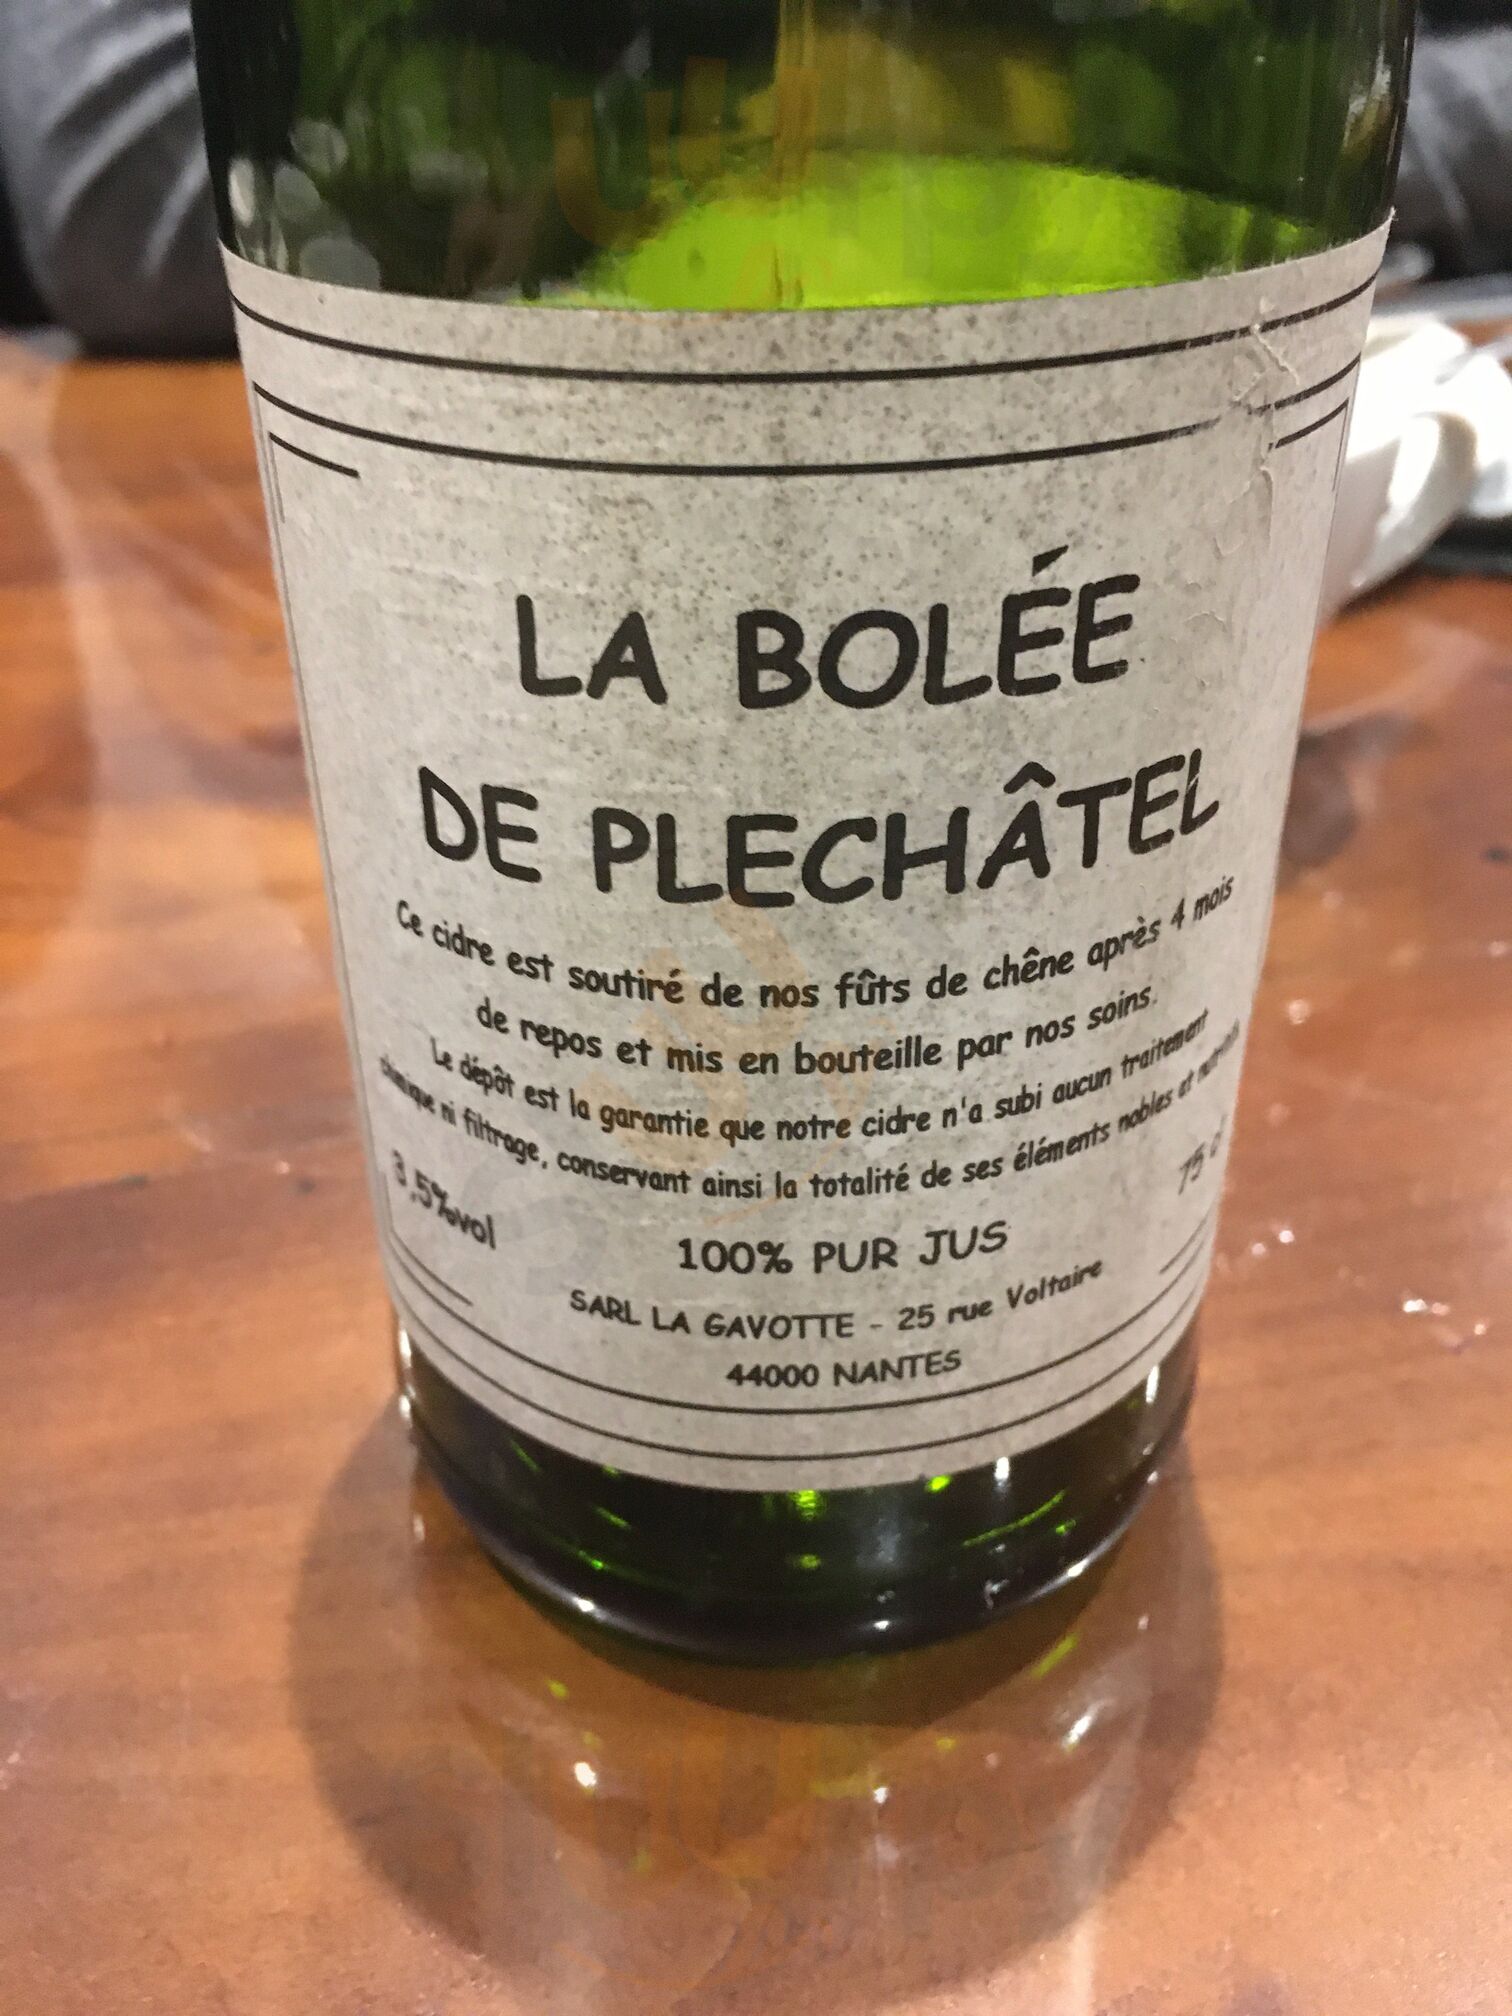 LA BOLÉE
DE PLECHÂTEL
Ce cidre est soutiré de nos fûts de chêne après 4 mois
de repos et mis en bouteille par nos soins.
Le dépôt est la garantie que notre cidre n'a subi aucun traitement
chimique ni filtrage, conservant ainsi la totalité de ses éléments nobles et
3,5%vol
75 cl
100% PUR JUS
SARL LA GAVOTTE - 25 rue Voltaire
44000 NANTES